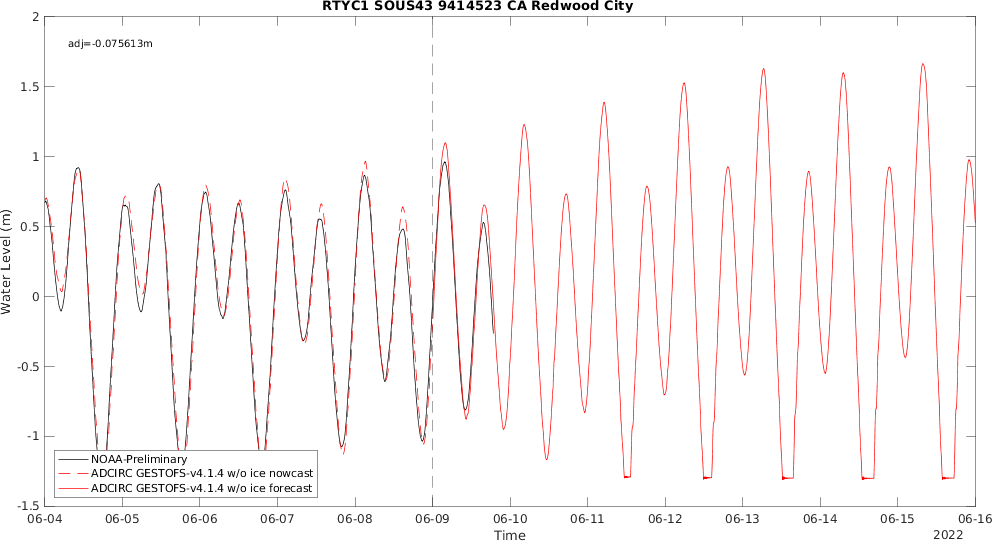 RTYC1 SOUS43 9414523 CA Redwood City
adj=-0.075613m
2
1.5
1
0.5
0
-0.5
-1
-1.5
Water Level (m)
NOAA-Preliminary
ADCIRC GESTOFS-v4.1.4 w/o ice nowcast
ADCIRC GESTOFS-v4.1.4 w/o ice forecast
06-04 06-05 06-06 06-07 06-08 06-09 06-10 06-11 06-12 06-13 06-14 06-15 06-16
Time
2022